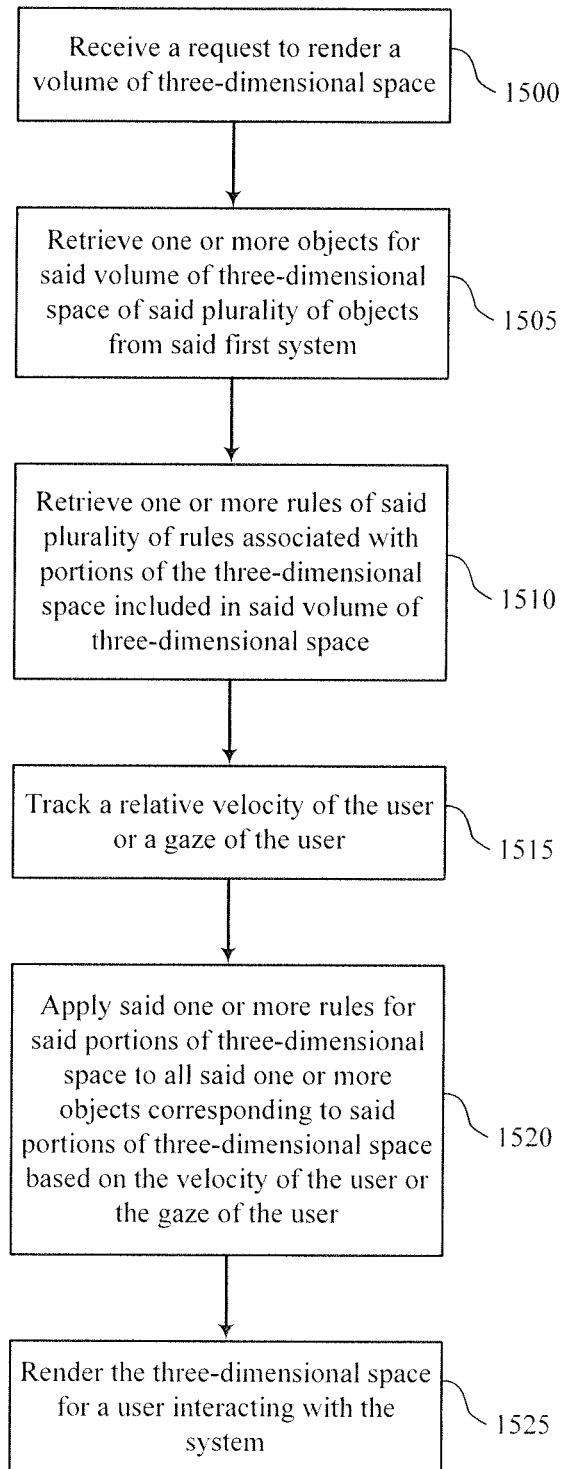 Receive a request to render a
volume of three-dimensional space
1500
Retrieve one or more objects for
said volume of three-dimensional
space of said plurality of objects
from said first system
1505
Retrieve one or more rules of said
plurality of rules associated with
portions of the three-dimensional
space included in said volume of
three-dimensional space
1510
Track a relative velocity of the user
or a gaze of the user
1515
Apply said one or more rules for
said portions of three-dimensional
space to all said one or more
objects corresponding to said
portions of three-dimensional space
based on the velocity of the user or
the gaze of the user
1520
Render the three-dimensional space
for a user interacting with the
system
1525